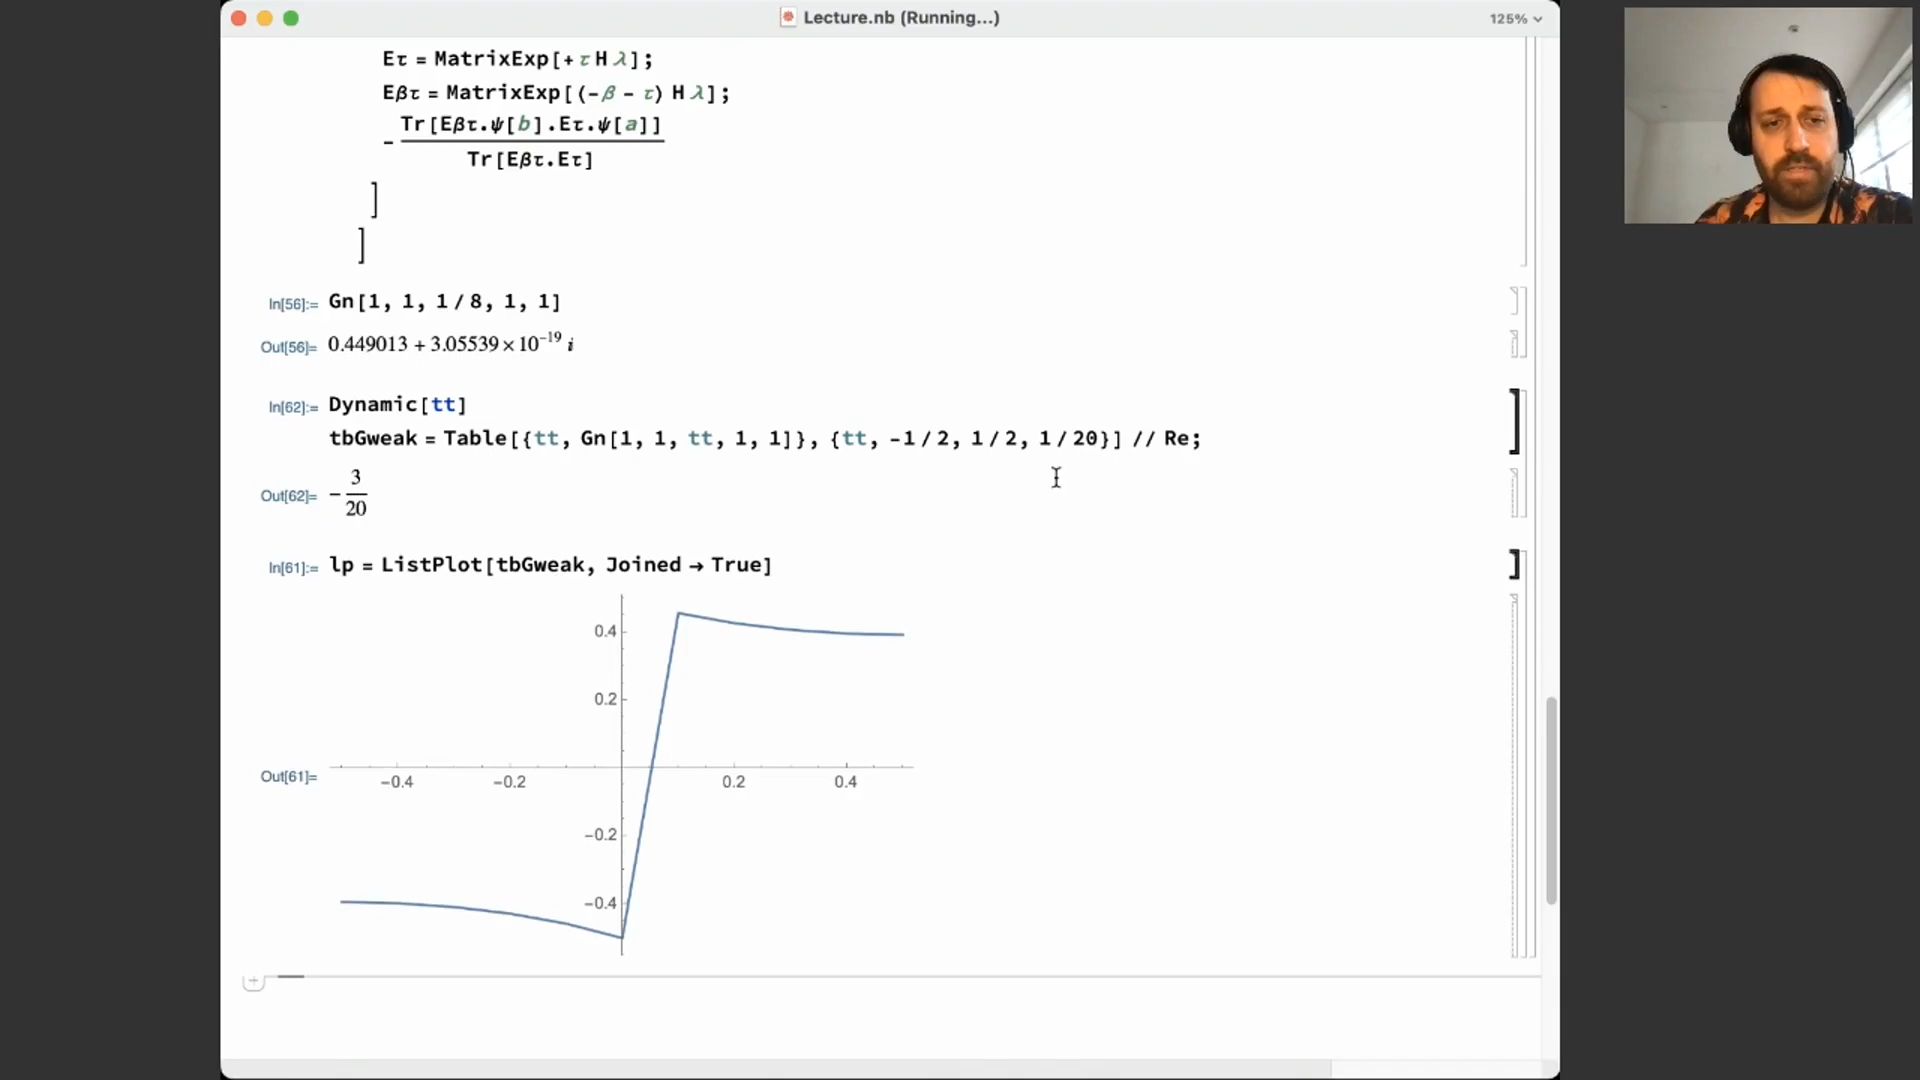 Lecture.nb (Running...)
125%
Eτ = MatrixExp[+ τ H λ];
Eβτ = MatrixExp[(-β - τ) H λ];
- Tr[Eβτ.ψ[b].Eτ.ψ[a]]
Tr[Eβτ.Eτ]
]
]
In[56]:= Gn[1, 1, 1 / 8, 1, 1]
Out[56]= 0.449013 + 3.05539 × 10⁻¹⁹ i
In[62]:= Dynamic[tt]
tbGweak = Table[{tt, Gn[1, 1, tt, 1, 1]}, {tt, -1 / 2, 1 / 2, 1 / 20}] // Re;
Out[62]= - 3
20
In[61]:= lp = ListPlot[tbGweak, Joined → True]
0.4
0.2
Out[61]=
-0.4 -0.2 0.2 0.4
-0.2
-0.4